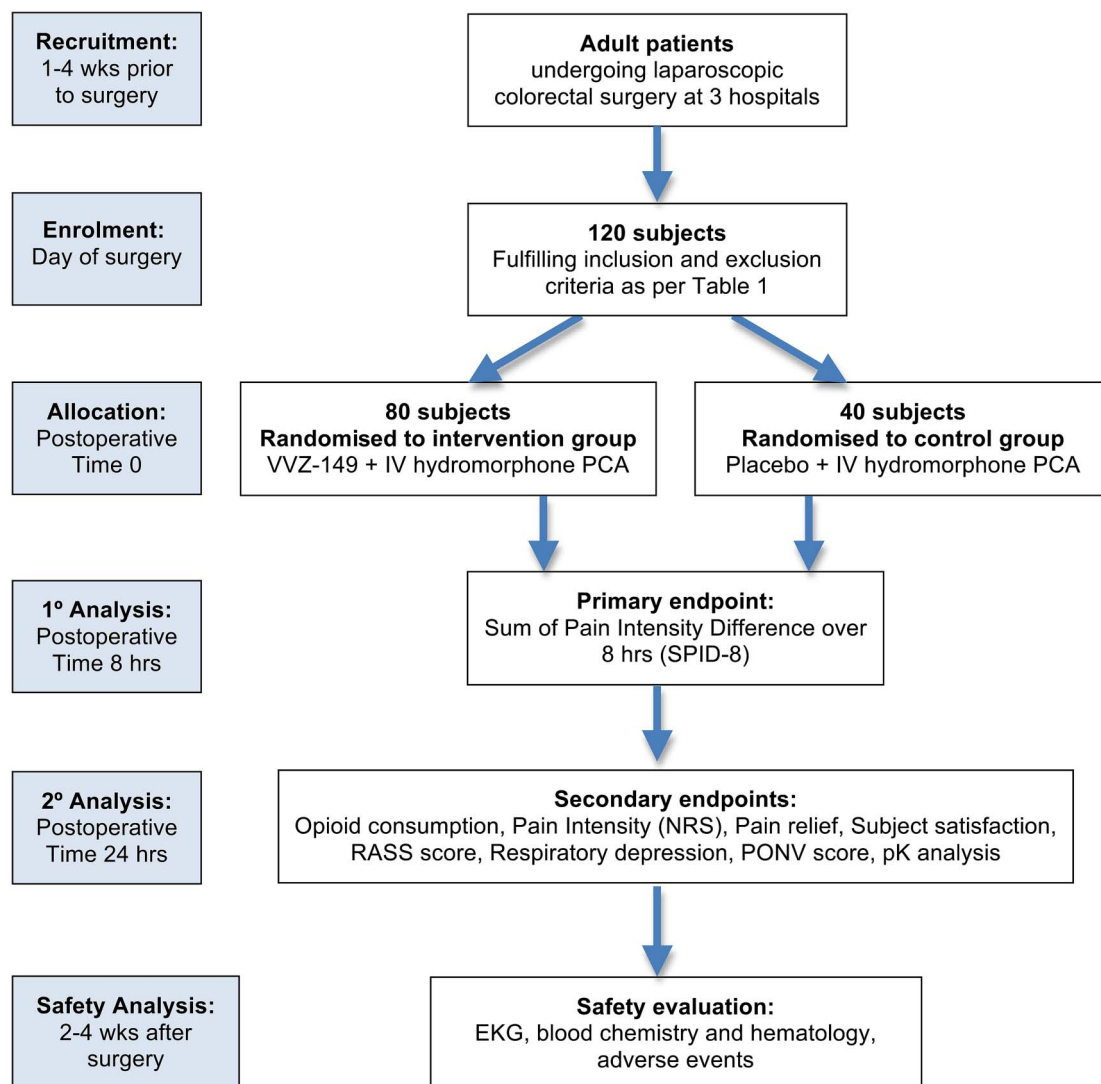 Recruitment:
1-4 wks prior
to surgery
Adult patients
undergoing laparoscopic
colorectal surgery at 3 hospitals
Enrolment:
Day of surgery
120 subjects
Fulfilling inclusion and exclusion
criteria as per Table 1
Allocation:
Postoperative
Time 0
80 subjects
Randomised to intervention group
VVZ-149 + IV hydromorphone PCA
40 subjects
Randomised to control group
Placebo + IV hydromorphone PCA
1º Analysis:
Postoperative
Time 8 hrs
Primary endpoint:
Sum of Pain Intensity Difference over
8 hrs (SPID-8)
2º Analysis:
Postoperative
Time 24 hrs
Secondary endpoints:
Opioid consumption, Pain Intensity (NRS), Pain relief, Subject satisfaction,
RASS score, Respiratory depression, PONV score, pK analysis
Safety Analysis:
2-4 wks after
surgery
Safety evaluation:
EKG, blood chemistry and hematology,
adverse events